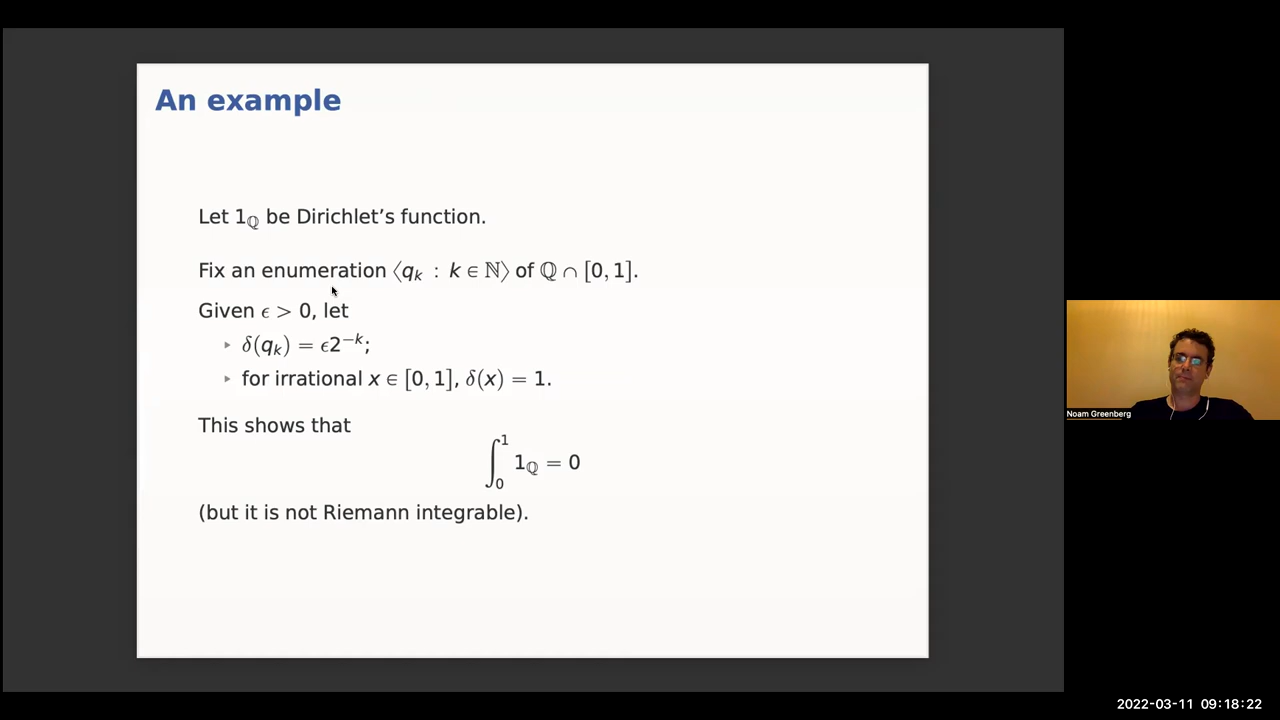 An example
Let 1_ℚ be Dirichlet’s function.
Fix an enumeration ⟨q_k : k ∈ ℕ⟩ of ℚ ∩ [0, 1].
Given ϵ > 0, let
▸ δ(q_k) = ϵ2^{−k};
▸ for irrational x ∈ [0, 1], δ(x) = 1.
This shows that
∫_0^1 1_ℚ = 0
(but it is not Riemann integrable).
Noam Greenberg
2022-03-11 09:18:22